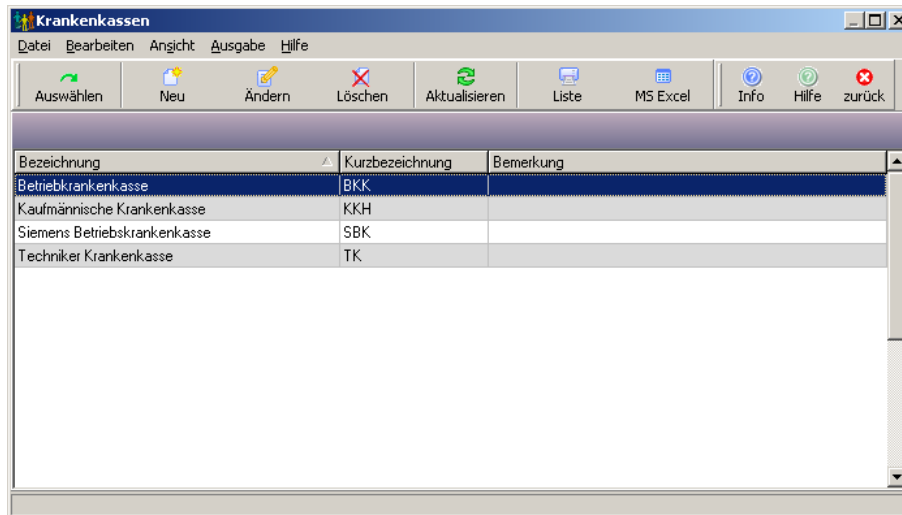 Krankenkassen
Datei Bearbeiten Ansicht Ausgabe Hilfe
Auswählen Neu Ändern Löschen Aktualisieren Liste MS Excel Info Hilfe zurück
Bezeichnung Kurzbezeichnung Bemerkung
Betriebkrankenkasse BKK
Kaufmännische Krankenkasse KKH
Siemens Betriebskrankenkasse SBK
Techniker Krankenkasse TK